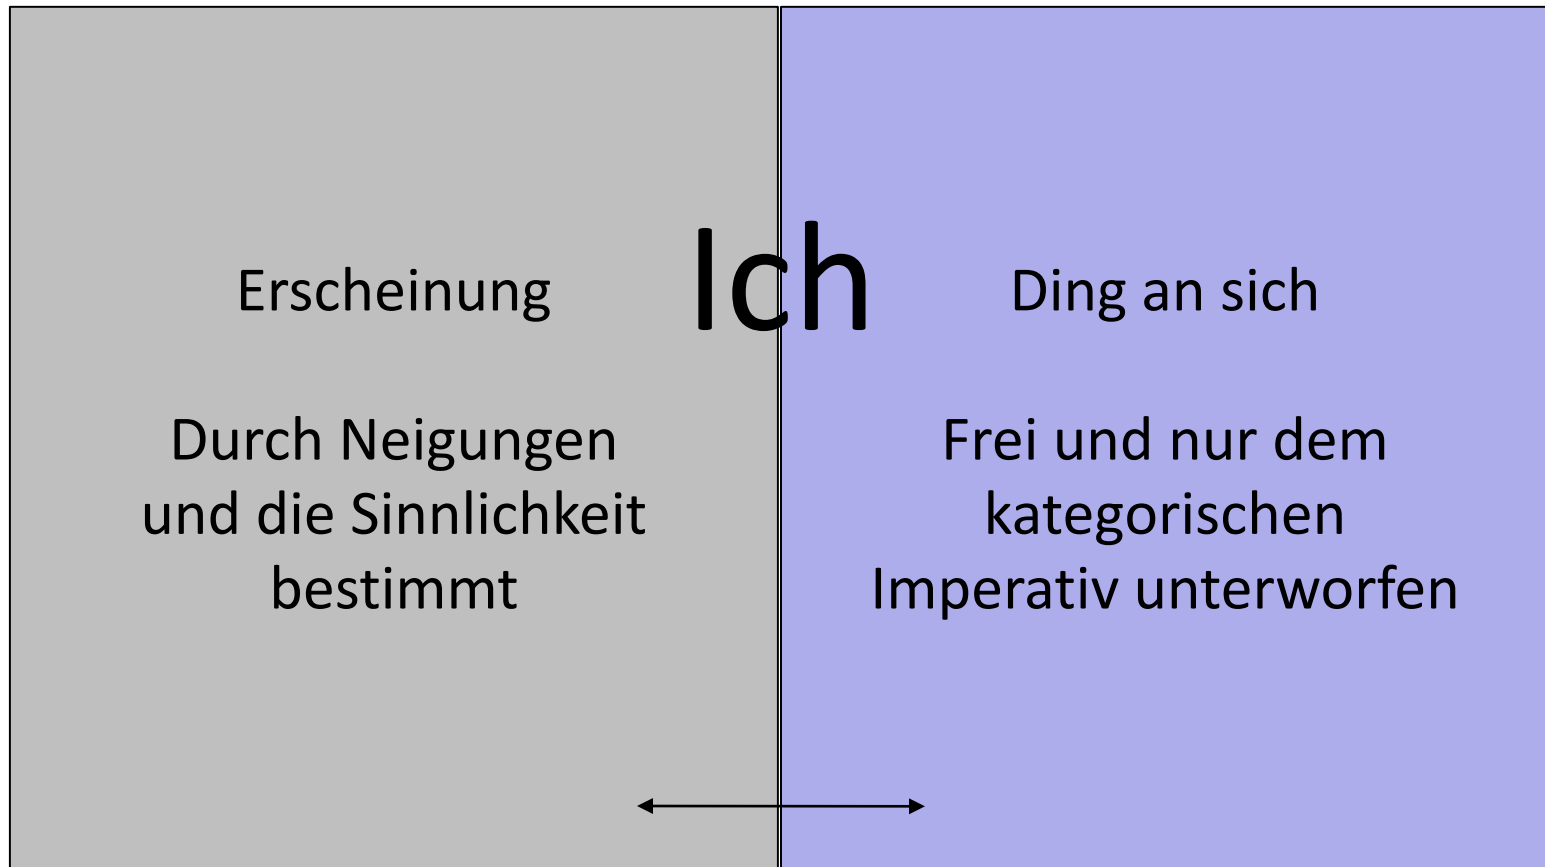 Ich
Erscheinung
Ding an sich
Durch Neigungen
und die Sinnlichkeit
bestimmt
Frei und nur dem
kategorischen
Imperativ unterworfen